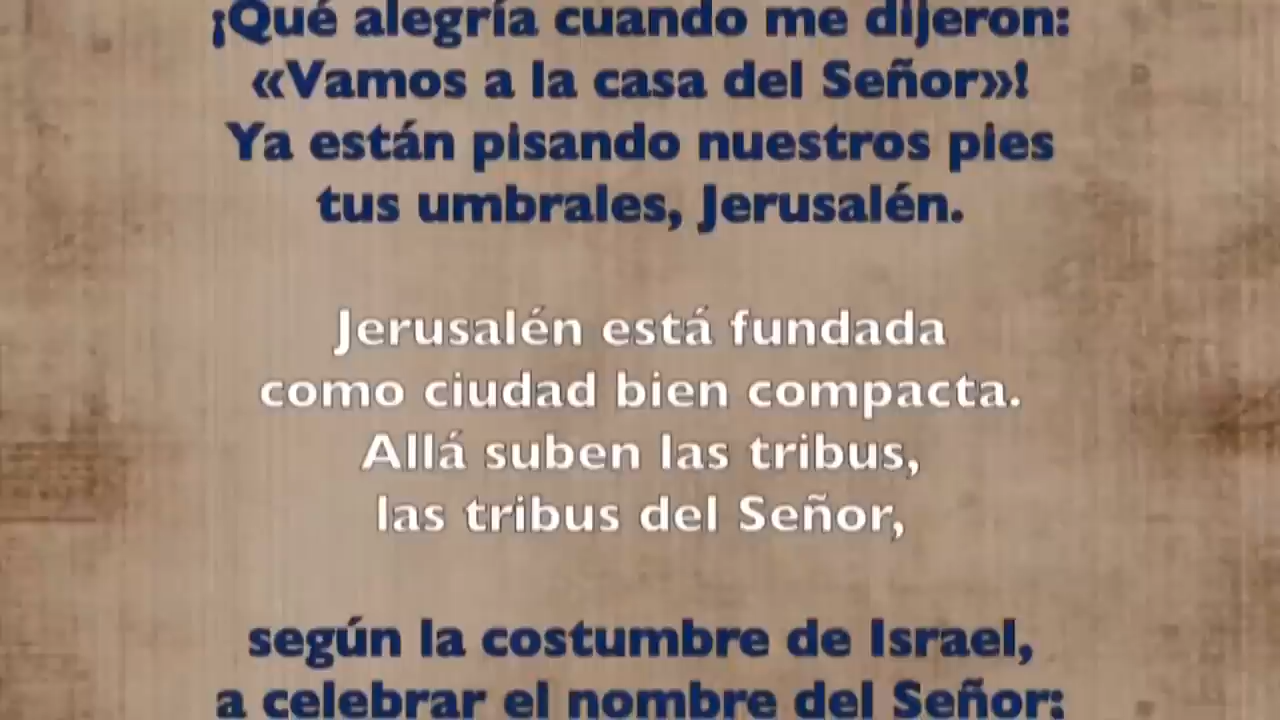 ¡Qué alegría cuando me dijeron:
«Vamos a la casa del Señor»!
Ya están pisando nuestros pies
tus umbrales, Jerusalén.
Jerusalén está fundada
como ciudad bien compacta.
Allá suben las tribus,
las tribus del Señor,
según la costumbre de Israel,
a celebrar el nombre del Señor;